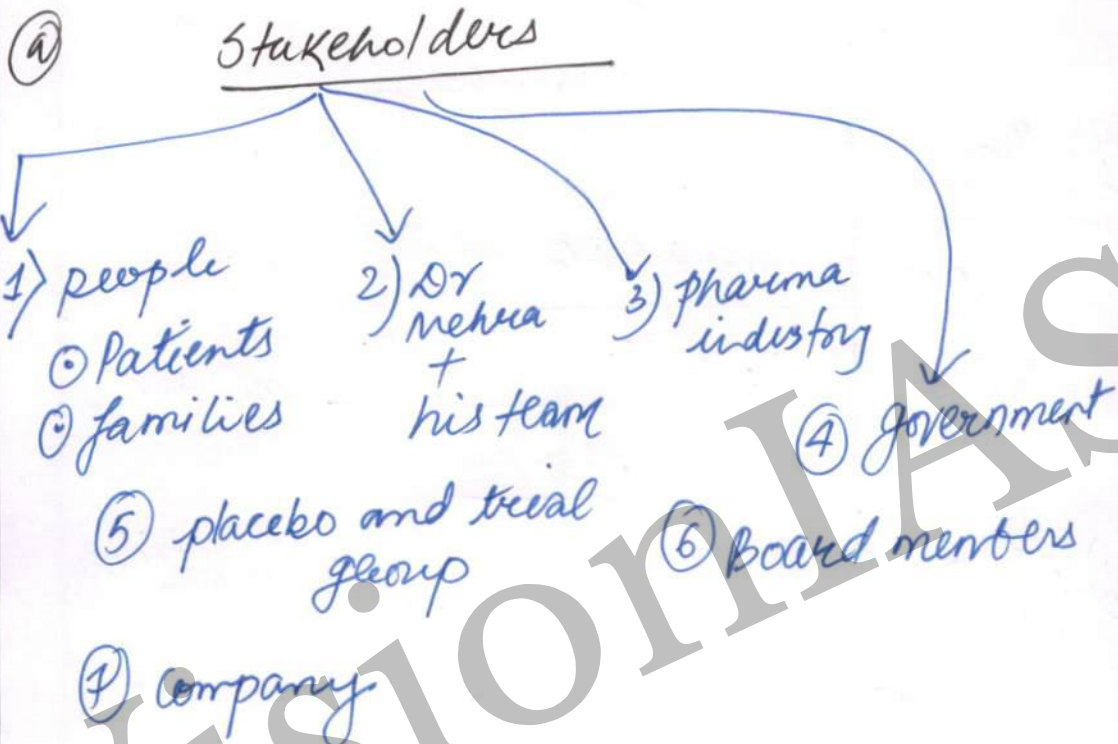 ⓐ Stakeholders
1) people
⊙ Patients
⊙ families
2) Dr
Mehra
+
his team
3) pharma
industry
④ government
⑤ placebo and trial
group
⑥ Board members
⑦ company
VisionIAS